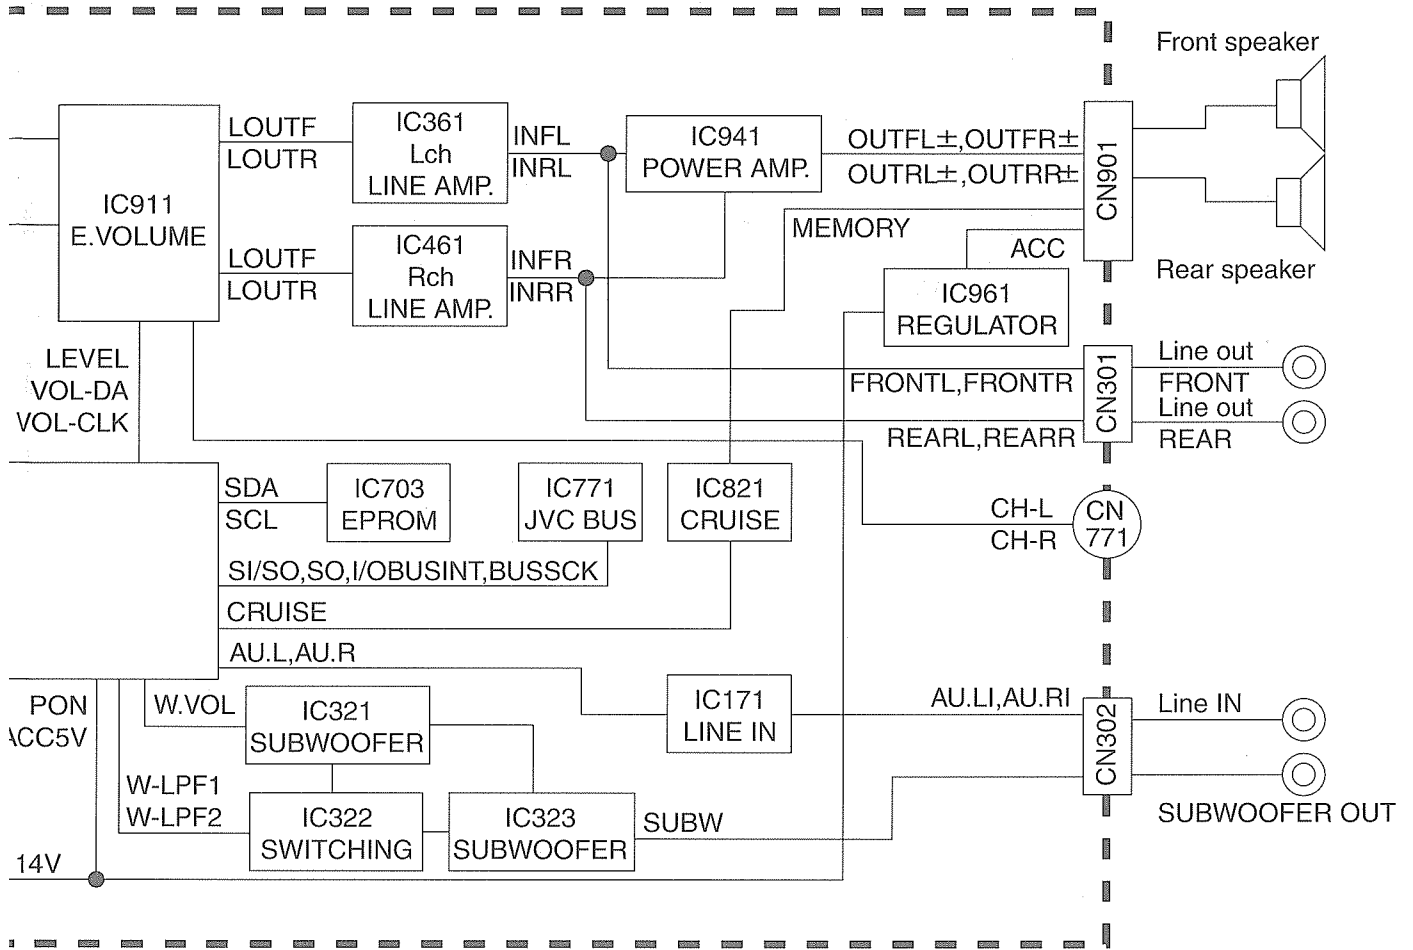 Front speaker
LOUTF
LOUTR
IC361
Lch
LINE AMP.
INFL
INRL
IC941
POWER AMP.
OUTFL±,OUTFR±
OUTRL±,OUTRR±
CN901
IC911
E.VOLUME
MEMORY
ACC
LOUTF
LOUTR
IC461
Rch
LINE AMP.
INFR
INRR
IC961
REGULATOR
Rear speaker
LEVEL
VOL-DA
VOL-CLK
FRONTL,FRONTR
CN301
Line out
FRONT
Line out
REAR
REARL,REARR
SDA
SCL
IC703
EPROM
IC771
JVC BUS
IC821
CRUISE
CH-L
CH-R
CN
771
SI/SO,SO,I/OBUSINT,BUSSCK
CRUISE
AU.L,AU.R
PON
ACC5V
W.VOL
IC321
SUBWOOFER
IC171
LINE IN
AU.LI,AU.RI
CN302
Line IN
W-LPF1
W-LPF2
IC322
SWITCHING
IC323
SUBWOOFER
SUBW
SUBWOOFER OUT
14V